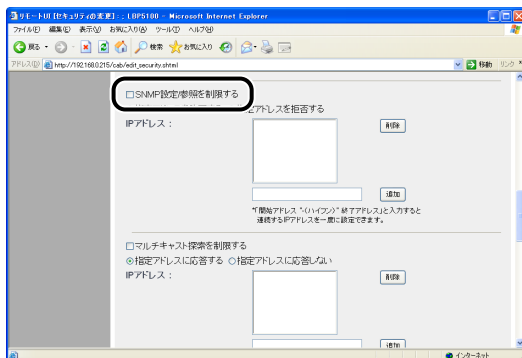 リモートUI [セキュリティの変更] : ; LBP5100 - Microsoft Internet Explorer
ファイル(F) 編集(E) 表示(V) お気に入り(A) ツール(T) ヘルプ(H)
戻る 検索 お気に入り
アドレス(D) http://192.168.0.215/cab/edit_security.shtml 移動 リンク
SNMP設定/参照を制限する
定アドレスを拒否する
IPアドレス : 削除
追加
*「開始アドレス "-(ハイフン)" 終了アドレス」と入力すると
連続するIPアドレスを一度に設定できます。
マルチキャスト探索を制限する
指定アドレスに応答する 指定アドレスに応答しない
IPアドレス : 削除
追加
インターネット